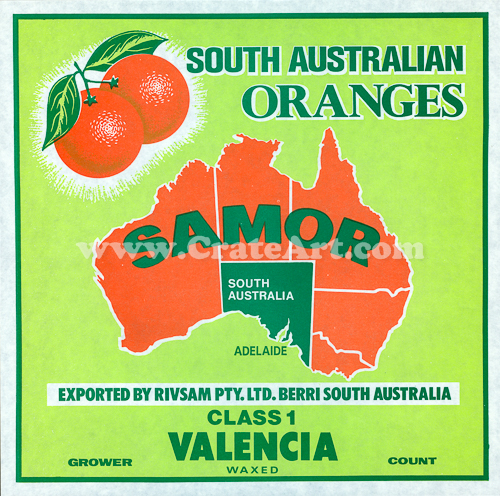 SOUTH AUSTRALIAN
ORANGES
SAMOR
www.CrateArt.com
SOUTH
AUSTRALIA
ADELAIDE
EXPORTED BY RIVSAM PTY. LTD. BERRI SOUTH AUSTRALIA
CLASS 1
VALENCIA
WAXED
GROWER
COUNT